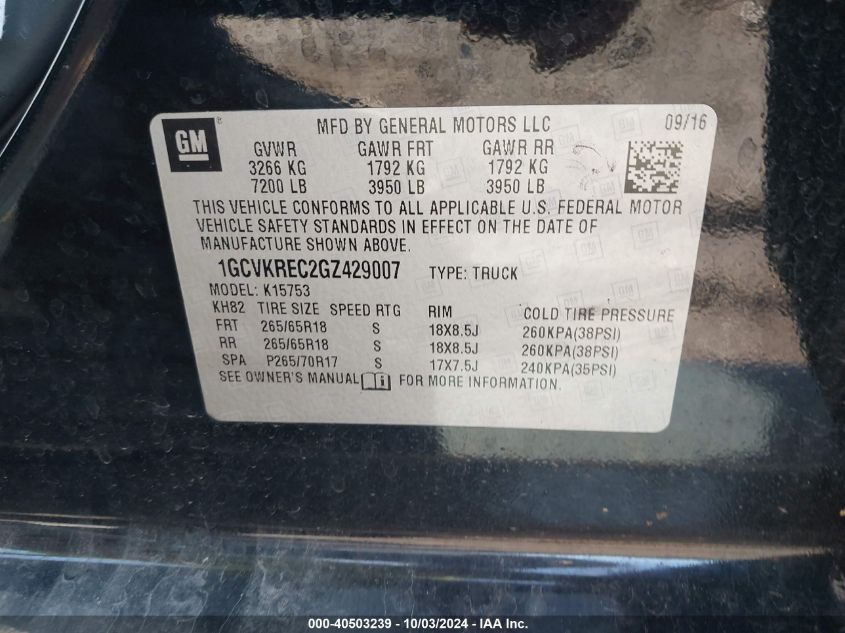 GM ® MFD BY GENERAL MOTORS LLC 09/16
GVWR GAWR FRT GAWR RR
3266 KG 1792 KG 1792 KG
7200 LB 3950 LB 3950 LB
THIS VEHICLE CONFORMS TO ALL APPLICABLE U.S. FEDERAL MOTOR
VEHICLE SAFETY STANDARDS IN EFFECT ON THE DATE OF
MANUFACTURE SHOWN ABOVE.
1GCVKREC2GZ429007 TYPE: TRUCK
MODEL: K15753
KH82 TIRE SIZE SPEED RTG RIM COLD TIRE PRESSURE
FRT 265/65R18 S 18X8.5J 260KPA(38PSI)
RR 265/65R18 S 18X8.5J 260KPA(38PSI)
SPA P265/70R17 S 17X7.5J 240KPA(35PSI)
SEE OWNER'S MANUAL i FOR MORE INFORMATION.
000-40503239 - 10/03/2024 - IAA Inc.